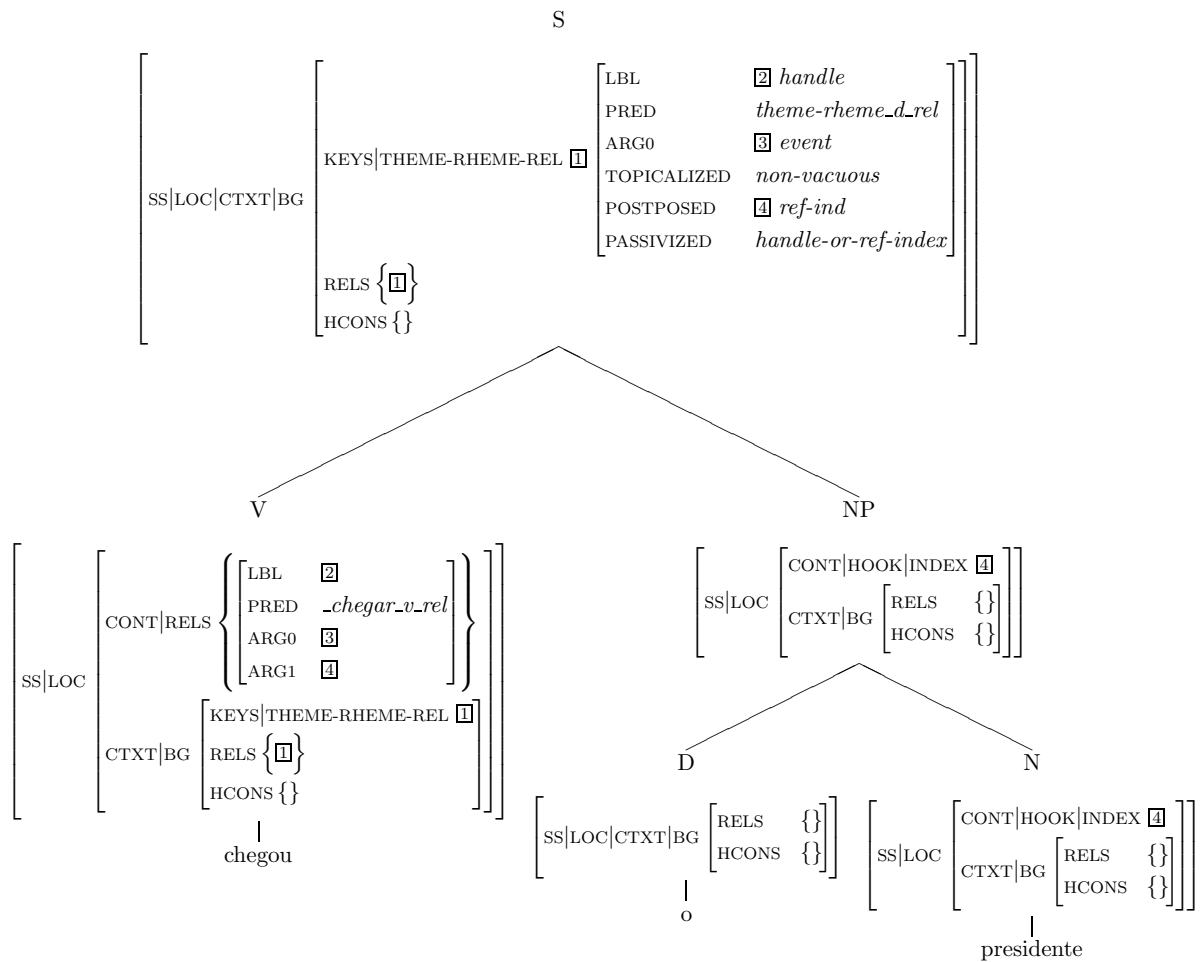 S
LBL 2 handle
PRED theme-rheme_d_rel
KEYS|THEME-RHEME-REL 1 ARG0 3 event
TOPICALIZED non-vacuous
SS|LOC|CTXT|BG
POSTPOSED 4 ref-ind
PASSIVIZED handle-or-ref-index
RELS {1}
HCONS {}
V NP
LBL 2
PRED _chegar_v_rel
CONT|RELS
ARG0 3
ARG1 4
SS|LOC
KEYS|THEME-RHEME-REL 1
CTXT|BG RELS {1}
HCONS {}
chegou
CONT|HOOK|INDEX 4
SS|LOC
CTXT|BG RELS {}
HCONS {}
D N
SS|LOC|CTXT|BG RELS {}
HCONS {}
o
CONT|HOOK|INDEX 4
SS|LOC
CTXT|BG RELS {}
HCONS {}
presidente